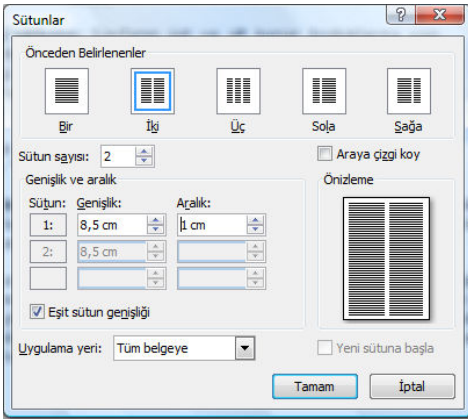 Sütunlar
Önceden Belirlenenler
Bir İki Üç Sola Sağa
Sütun sayısı: 2
Araya çizgi koy
Genişlik ve aralık
Önizleme
Sütun: Genişlik: Aralık:
1: 8,5 cm 1 cm
2: 8,5 cm
Eşit sütun genişliği
Uygulama yeri: Tüm belgeye
Yeni sütuna başla
Tamam İptal